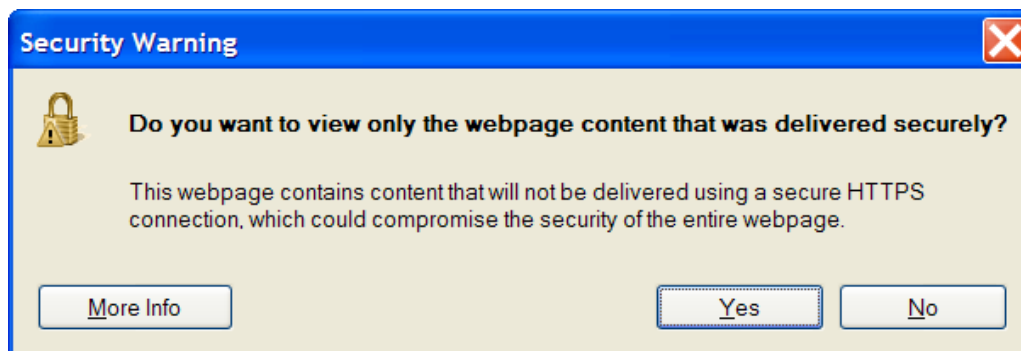 Security Warning
Do you want to view only the webpage content that was delivered securely?
This webpage contains content that will not be delivered using a secure HTTPS
connection, which could compromise the security of the entire webpage.
More Info
Yes
No